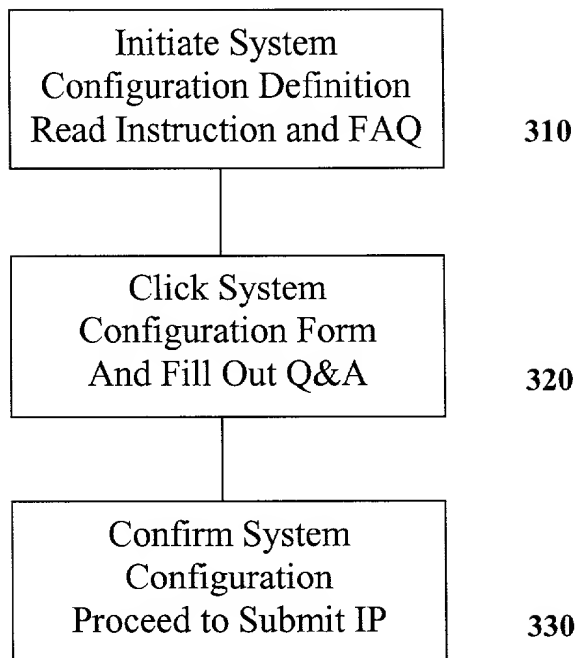 Initiate System
Configuration Definition
Read Instruction and FAQ
310
Click System
Configuration Form
And Fill Out Q&A
320
Confirm System
Configuration
Proceed to Submit IP
330